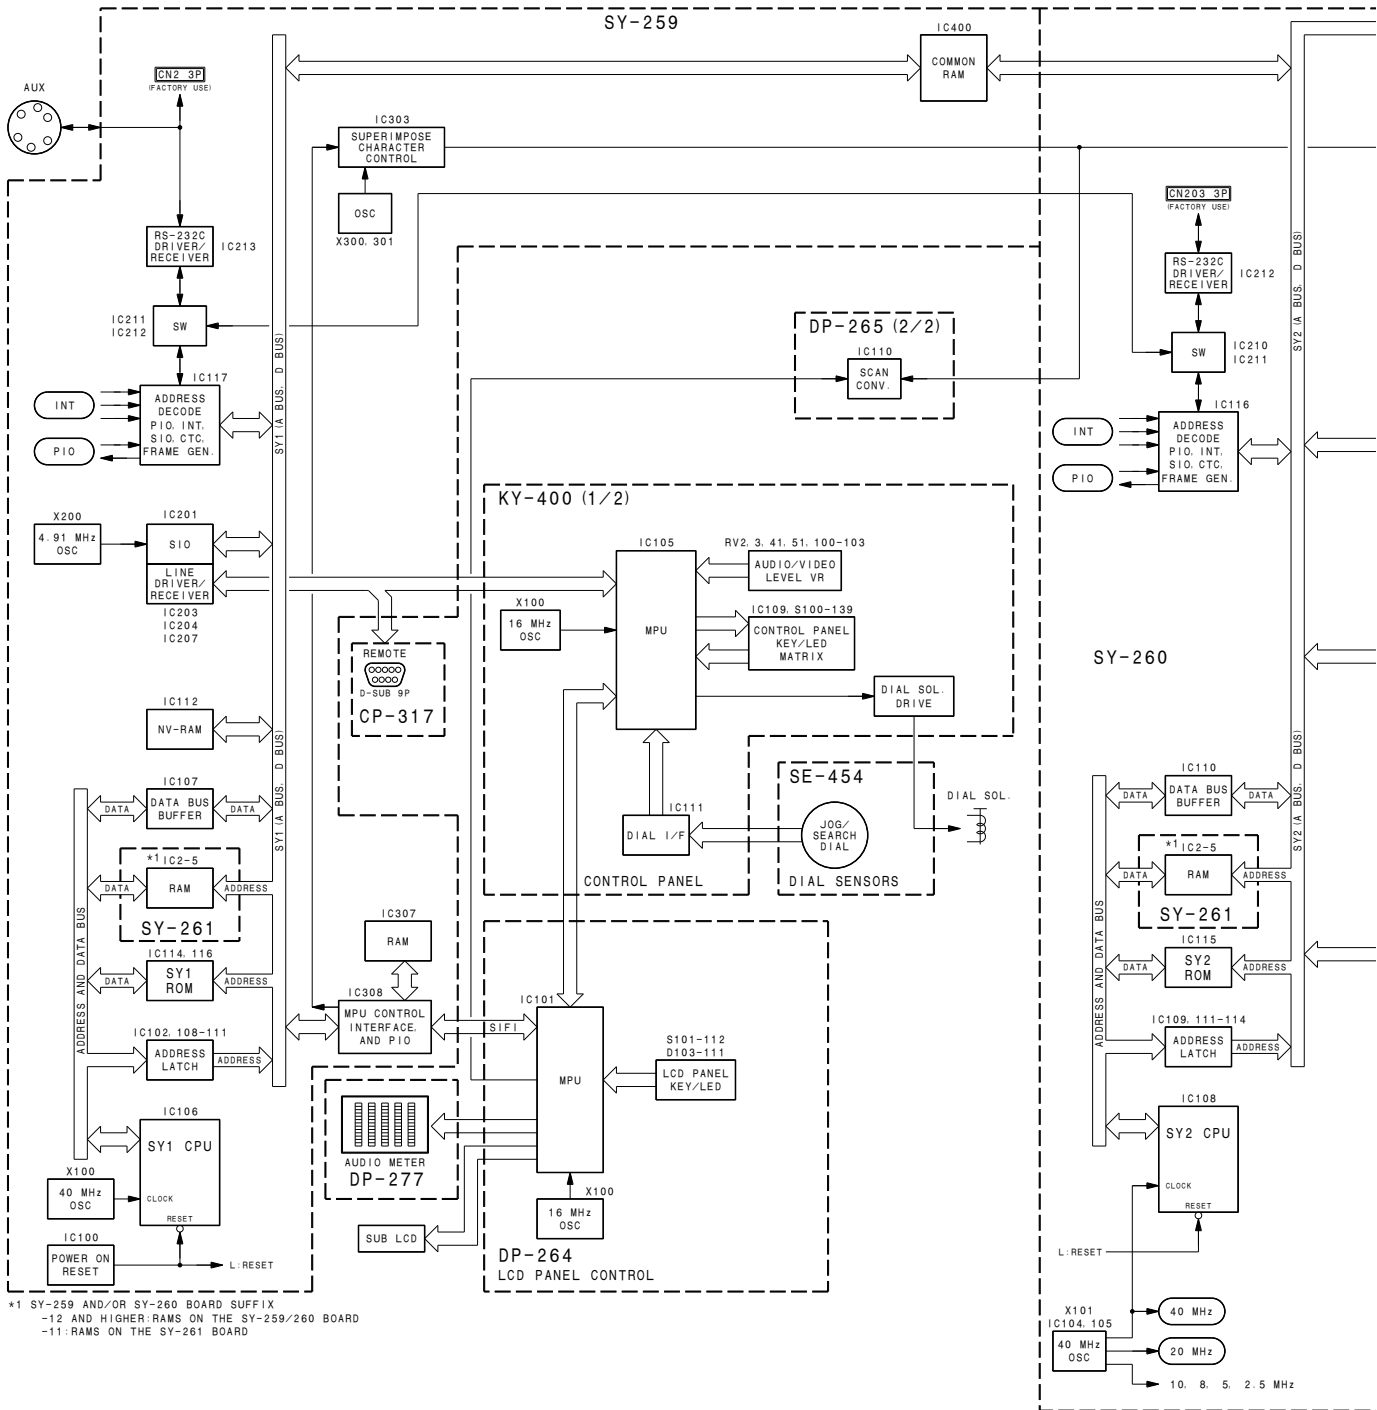 SY-259
IC400
COMMON
RAM
CN2 3P
(FACTORY USE)
AUX
IC303
SUPERIMPOSE
CHARACTER
CONTROL
OSC
X300, 301
RS-232C
DRIVER/
RECEIVER
IC213
IC211
IC212
SW
IC117
INT
PIO
ADDRESS
DECODE
PIO, INT,
SIO, CTC,
FRAME GEN.
SY1 (A BUS, D BUS)
X200
4.91 MHz
OSC
IC201
SIO
LINE
DRIVER/
RECEIVER
IC203
IC204
IC207
REMOTE
D-SUB 9P
CP-317
IC112
NV-RAM
IC107
DATA
DATA BUS
BUFFER
DATA
SY1 (A BUS, D BUS)
*1 IC2-5
DATA
RAM
ADDRESS
SY-261
IC114, 116
DATA
SY1
ROM
ADDRESS
ADDRESS AND DATA BUS
IC102, 108-111
ADDRESS
LATCH
ADDRESS
IC106
SY1 CPU
CLOCK
RESET
X100
40 MHz
OSC
IC100
POWER ON
RESET
L:RESET
*1 SY-259 AND/OR SY-260 BOARD SUFFIX
-12 AND HIGHER:RAMS ON THE SY-259/260 BOARD
-11:RAMS ON THE SY-261 BOARD
DP-265 (2/2)
IC110
SCAN
CONV.
KY-400 (1/2)
IC105
MPU
RV2, 3, 41, 51, 100-103
AUDIO/VIDEO
LEVEL VR
X100
16 MHz
OSC
IC109, S100-139
CONTROL PANEL
KEY/LED
MATRIX
DIAL SOL.
DRIVE
SE-454
IC111
DIAL I/F
JOG/
SEARCH
DIAL
DIAL SOL.
CONTROL PANEL
DIAL SENSORS
IC307
RAM
IC308
MPU CONTROL
INTERFACE,
AND PIO
SIFI
IC101
MPU
S101-112
D103-111
LCD PANEL
KEY/LED
AUDIO METER
DP-277
X100
16 MHz
OSC
SUB LCD
DP-264
LCD PANEL CONTROL
CN203 3P
(FACTORY USE)
RS-232C
DRIVER/
RECEIVER
IC212
SW
IC210
IC211
IC116
INT
PIO
ADDRESS
DECODE
PIO, INT,
SIO, CTC,
FRAME GEN.
SY2 (A BUS, D BUS)
SY-260
IC110
DATA
DATA BUS
BUFFER
DATA
SY2 (A BUS, D BUS)
*1 IC2-5
DATA
RAM
ADDRESS
SY-261
IC115
DATA
SY2
ROM
ADDRESS
ADDRESS AND DATA BUS
IC109, 111-114
ADDRESS
LATCH
ADDRESS
IC108
SY2 CPU
CLOCK
RESET
L:RESET
X101
IC104, 105
40 MHz
OSC
40 MHz
20 MHz
10, 8, 5, 2.5 MHz